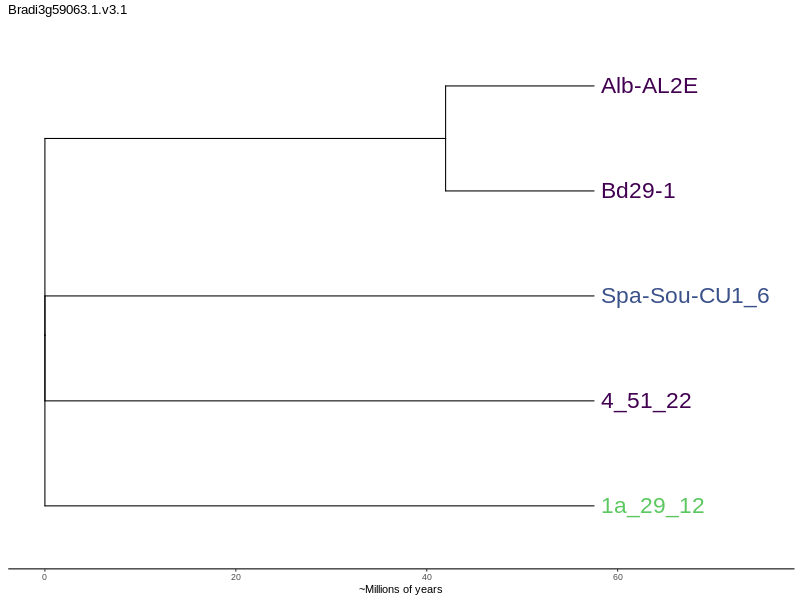 Bradi3g59063.1.v3.1
Alb-AL2E
Bd29-1
Spa-Sou-CU1_6
4_51_22
1a_29_12
0 20 40 60
~Millions of years